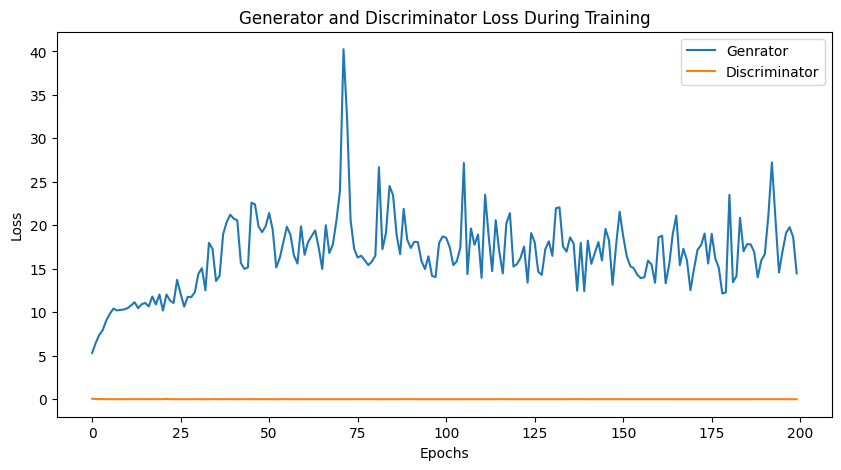 Generator and Discriminator Loss During Training
Genrator
Discriminator
40
35
30
25
20
15
10
5
0
Loss
0 25 50 75 100 125 150 175 200
Epochs